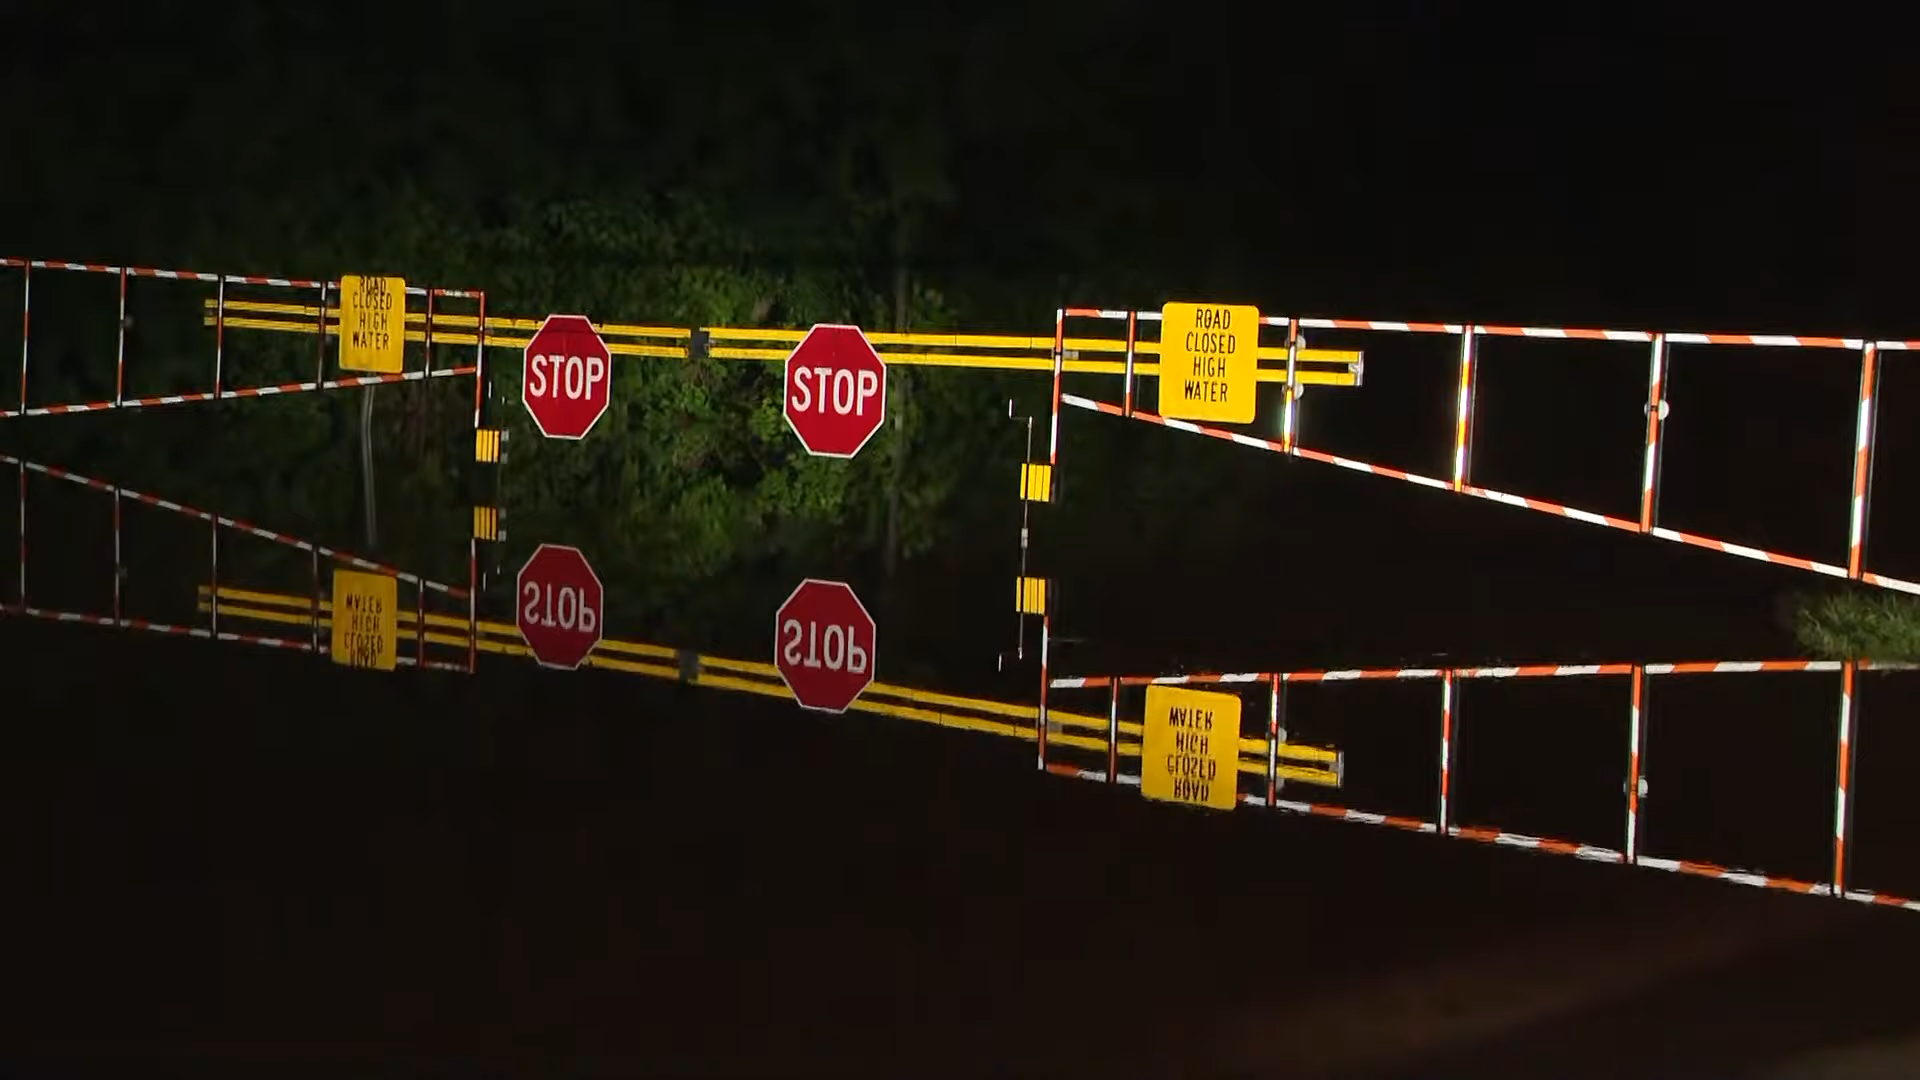 ROAD
CLOSED
HIGH
WATER
STOP
STOP
ROAD
CLOSED
HIGH
WATER